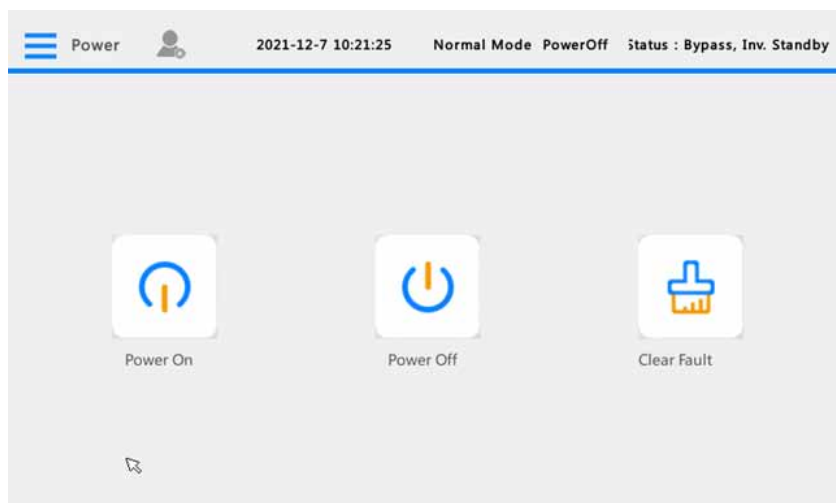 Power 2021-12-7 10:21:25 Normal Mode PowerOff Status : Bypass, Inv. Standby
Power On Power Off Clear Fault